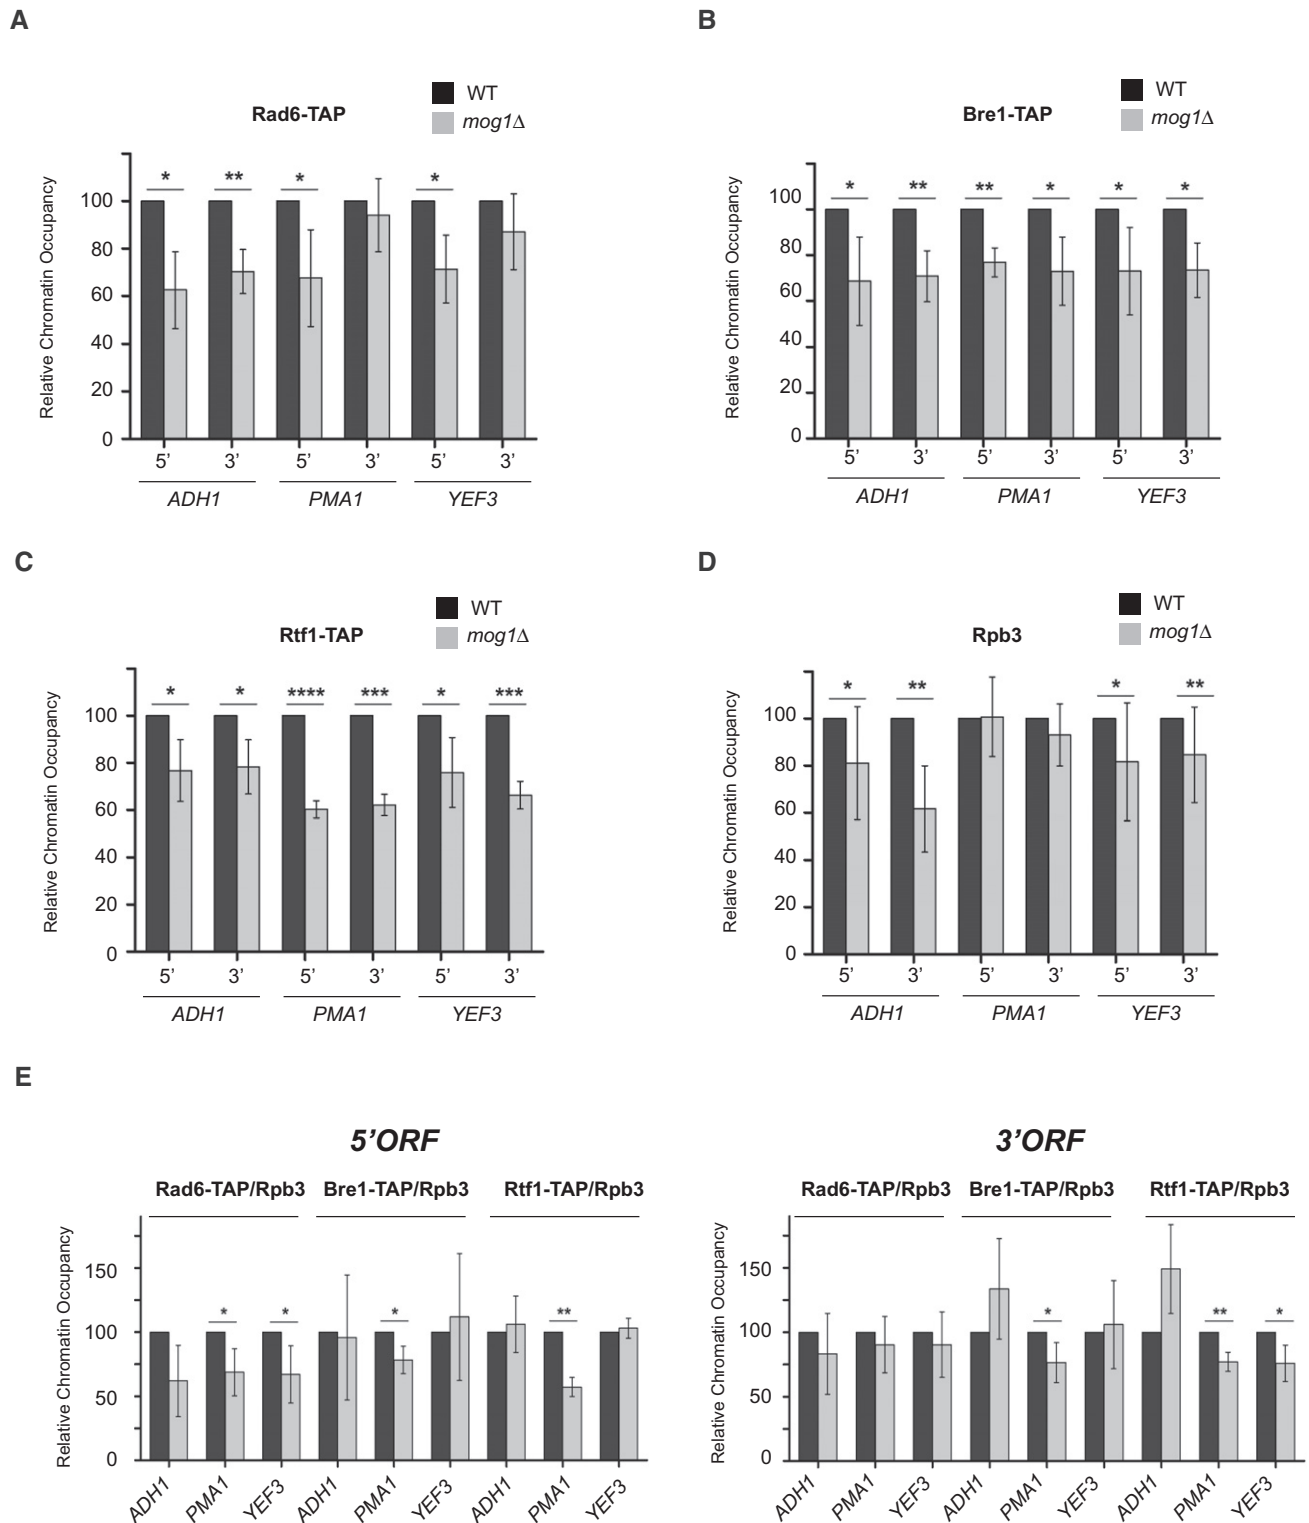 A
Rad6-TAP
WT
mog1Δ
Relative Chromatin Occupancy
100
80
60
40
20
0
* ** * *
5’ 3’ 5’ 3’ 5’ 3’
ADH1 PMA1 YEF3
B
Bre1-TAP
WT
mog1Δ
Relative Chromatin Occupancy
100
80
60
40
20
0
* ** ** * * *
5’ 3’ 5’ 3’ 5’ 3’
ADH1 PMA1 YEF3
C
Rtf1-TAP
WT
mog1Δ
Relative Chromatin Occupancy
100
80
60
40
20
0
* * **** *** * ***
5’ 3’ 5’ 3’ 5’ 3’
ADH1 PMA1 YEF3
D
Rpb3
WT
mog1Δ
Relative Chromatin Occupancy
100
80
60
40
20
0
* ** * **
5’ 3’ 5’ 3’ 5’ 3’
ADH1 PMA1 YEF3
E
5’ORF
Rad6-TAP/Rpb3 Bre1-TAP/Rpb3 Rtf1-TAP/Rpb3
Relative Chromatin Occupancy
150
100
50
0
* * * **
ADH1 PMA1 YEF3 ADH1 PMA1 YEF3 ADH1 PMA1 YEF3
3’ORF
Rad6-TAP/Rpb3 Bre1-TAP/Rpb3 Rtf1-TAP/Rpb3
Relative Chromatin Occupancy
150
100
50
0
* ** *
ADH1 PMA1 YEF3 ADH1 PMA1 YEF3 ADH1 PMA1 YEF3